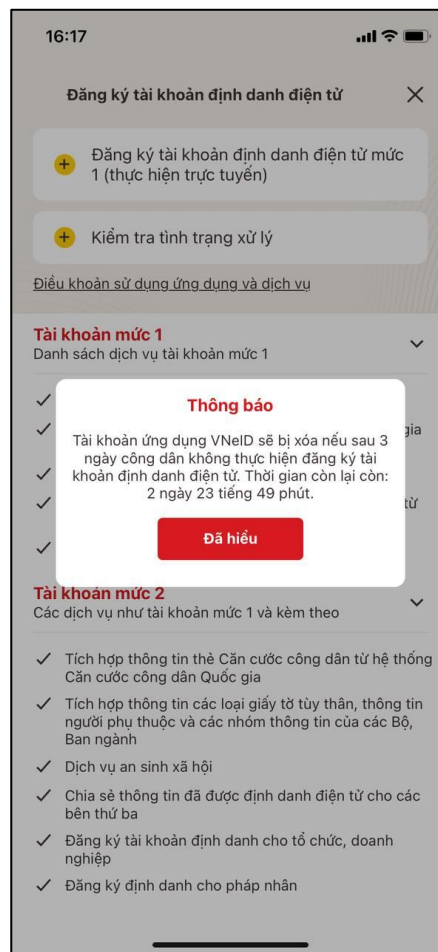 16:17
Đăng ký tài khoản định danh điện tử
Đăng ký tài khoản định danh điện tử mức
1 (thực hiện trực tuyến)
Kiểm tra tình trạng xử lý
Điều khoản sử dụng ứng dụng và dịch vụ
Tài khoản mức 1
Danh sách dịch vụ tài khoản mức 1
gia
từ
Thông báo
Tài khoản ứng dụng VNeID sẽ bị xóa nếu sau 3
ngày công dân không thực hiện đăng ký tài
khoản định danh điện tử. Thời gian còn lại còn:
2 ngày 23 tiếng 49 phút.
Đã hiểu
Tài khoản mức 2
Các dịch vụ như tài khoản mức 1 và kèm theo
Tích hợp thông tin thẻ Căn cước công dân từ hệ thống
Căn cước công dân Quốc gia
Tích hợp thông tin các loại giấy tờ tùy thân, thông tin
người phụ thuộc và các nhóm thông tin của các Bộ,
Ban ngành
Dịch vụ an sinh xã hội
Chia sẻ thông tin đã được định danh điện tử cho các
bên thứ ba
Đăng ký tài khoản định danh cho tổ chức, doanh
nghiệp
Đăng ký định danh cho pháp nhân